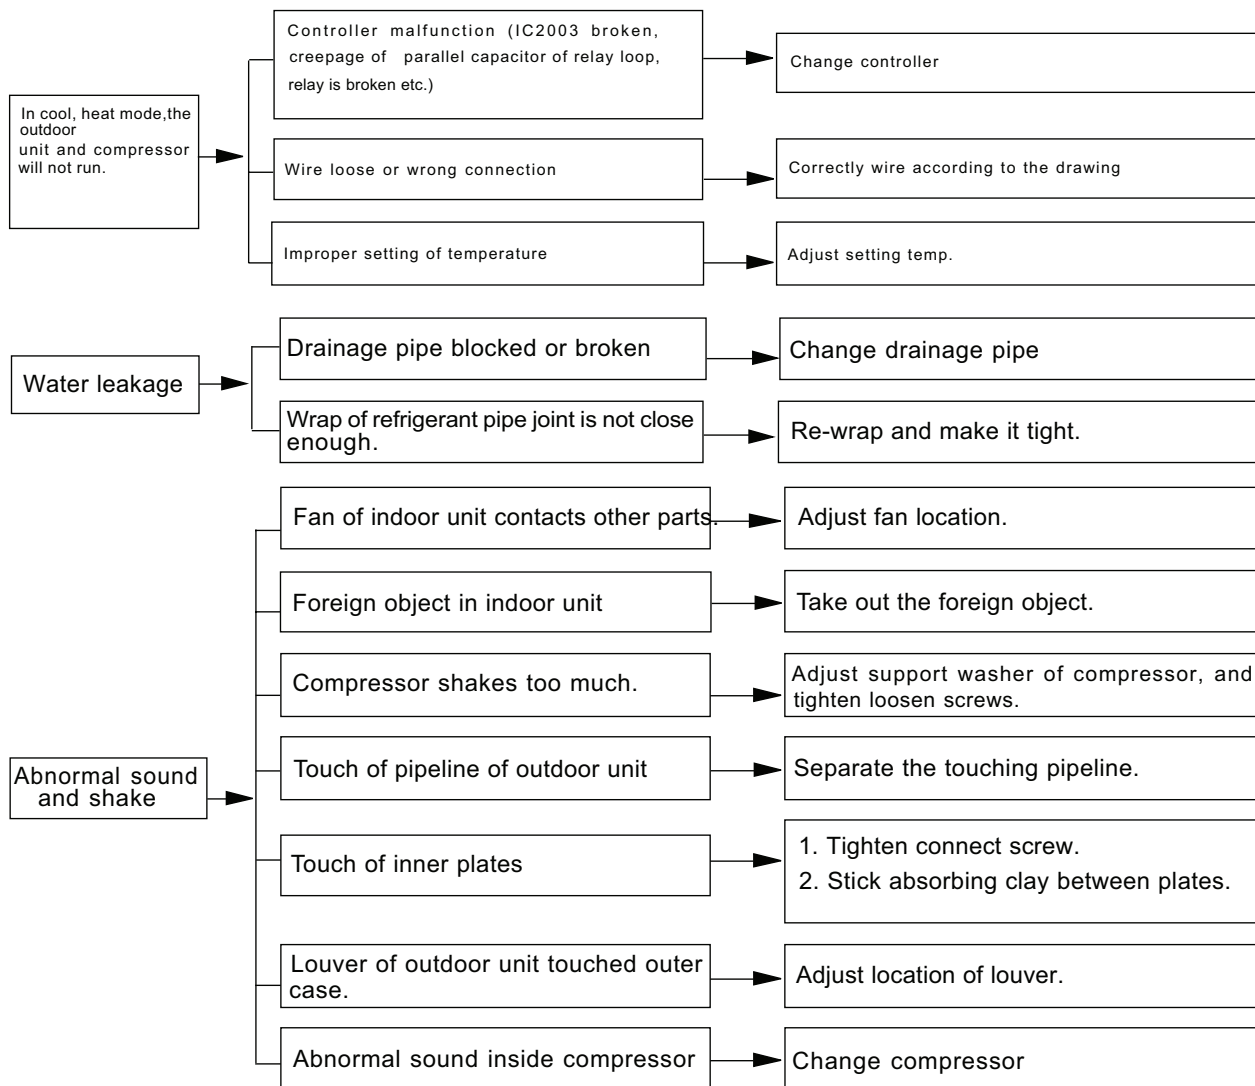 In cool, heat mode,the
outdoor
unit and compressor
will not run.
Controller malfunction (IC2003 broken,
creepage of parallel capacitor of relay loop,
relay is broken etc.)
Change controller
Wire loose or wrong connection
Correctly wire according to the drawing
Improper setting of temperature
Adjust setting temp.
Water leakage
Drainage pipe blocked or broken
Change drainage pipe
Wrap of refrigerant pipe joint is not close
enough.
Re-wrap and make it tight.
Abnormal sound
and shake
Fan of indoor unit contacts other parts.
Adjust fan location.
Foreign object in indoor unit
Take out the foreign object.
Compressor shakes too much.
Adjust support washer of compressor, and
tighten loosen screws.
Touch of pipeline of outdoor unit
Separate the touching pipeline.
Touch of inner plates
1. Tighten connect screw.
2. Stick absorbing clay between plates.
Louver of outdoor unit touched outer
case.
Adjust location of louver.
Abnormal sound inside compressor
Change compressor